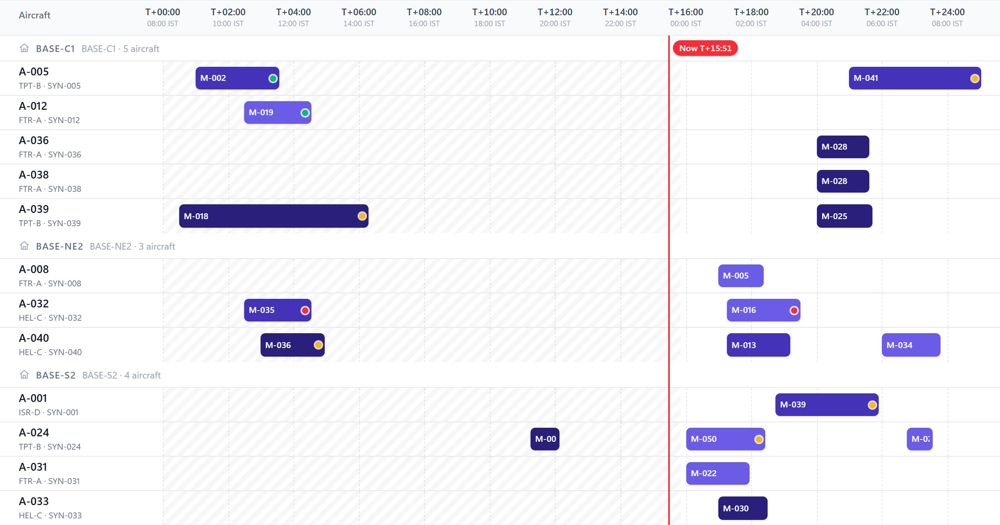 Aircraft
T+00:00 T+02:00 T+04:00 T+06:00 T+08:00 T+10:00 T+12:00 T+14:00 T+16:00 T+18:00 T+20:00 T+22:00 T+24:00
08:00 IST 10:00 IST 12:00 IST 14:00 IST 16:00 IST 18:00 IST 20:00 IST 22:00 IST 00:00 IST 02:00 IST 04:00 IST 06:00 IST 08:00 IST
BASE-C1 BASE-C1 · 5 aircraft
Now T+15:51
A-005
TPT-B · SYN-005
M-002 M-041
A-012
FTR-A · SYN-012
M-019
A-036
FTR-A · SYN-036
M-028
A-038
FTR-A · SYN-038
M-028
A-039
TPT-B · SYN-039
M-018 M-025
BASE-NE2 BASE-NE2 · 3 aircraft
A-008
FTR-A · SYN-008
M-005
A-032
HEL-C · SYN-032
M-035 M-016
A-040
HEL-C · SYN-040
M-036 M-013 M-034
BASE-S2 BASE-S2 · 4 aircraft
A-001
ISR-D · SYN-001
M-039
A-024
TPT-B · SYN-024
M-00 M-050
A-031
FTR-A · SYN-031
M-022
A-033
HEL-C · SYN-033
M-030